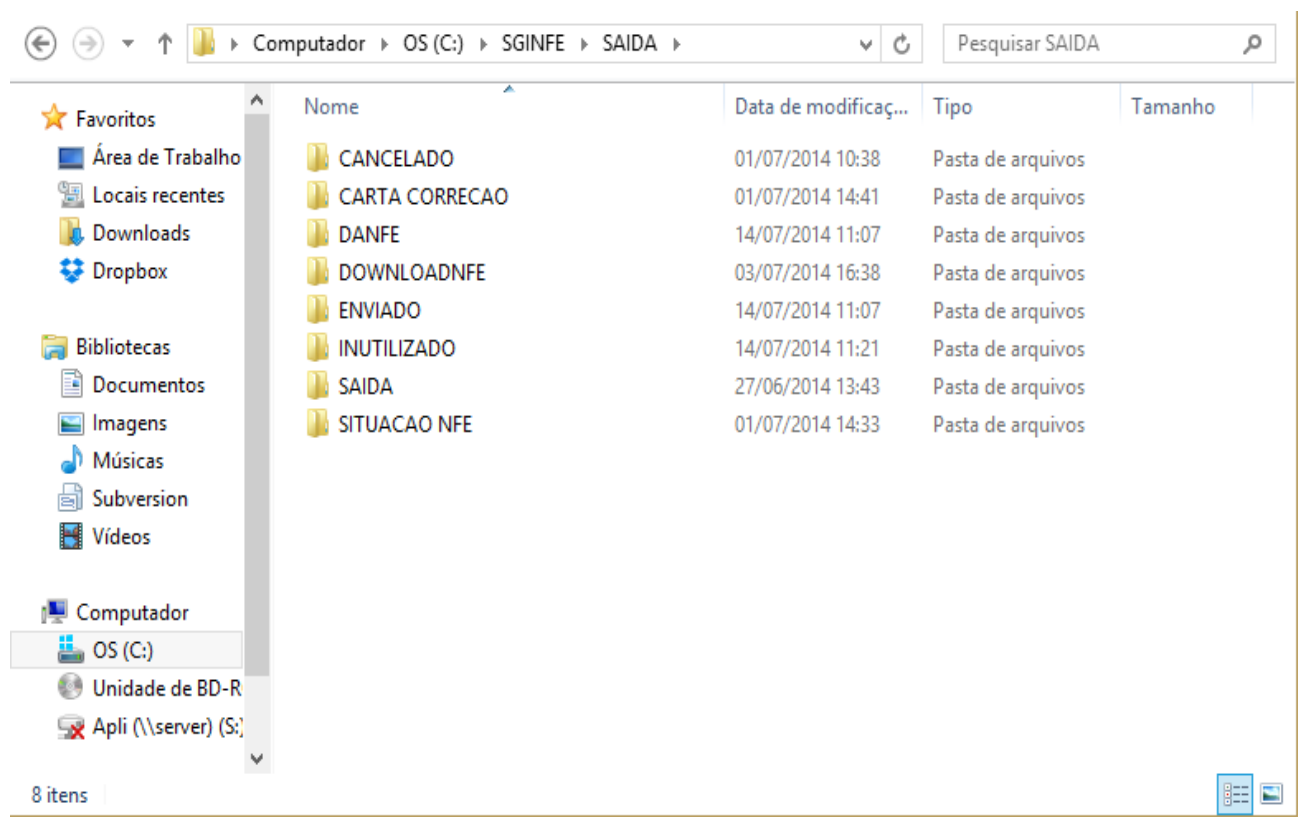 Computador OS (C:) SGINFE SAIDA Pesquisar SAIDA
Favoritos
Área de Trabalho
Locais recentes
Downloads
Dropbox
Bibliotecas
Documentos
Imagens
Músicas
Subversion
Vídeos
Computador
OS (C:)
Unidade de BD-R
Apli (\\server) (S:)
Nome Data de modificaç... Tipo Tamanho
CANCELADO 01/07/2014 10:38 Pasta de arquivos
CARTA CORRECAO 01/07/2014 14:41 Pasta de arquivos
DANFE 14/07/2014 11:07 Pasta de arquivos
DOWNLOADNFE 03/07/2014 16:38 Pasta de arquivos
ENVIADO 14/07/2014 11:07 Pasta de arquivos
INUTILIZADO 14/07/2014 11:21 Pasta de arquivos
SAIDA 27/06/2014 13:43 Pasta de arquivos
SITUACAO NFE 01/07/2014 14:33 Pasta de arquivos
8 itens